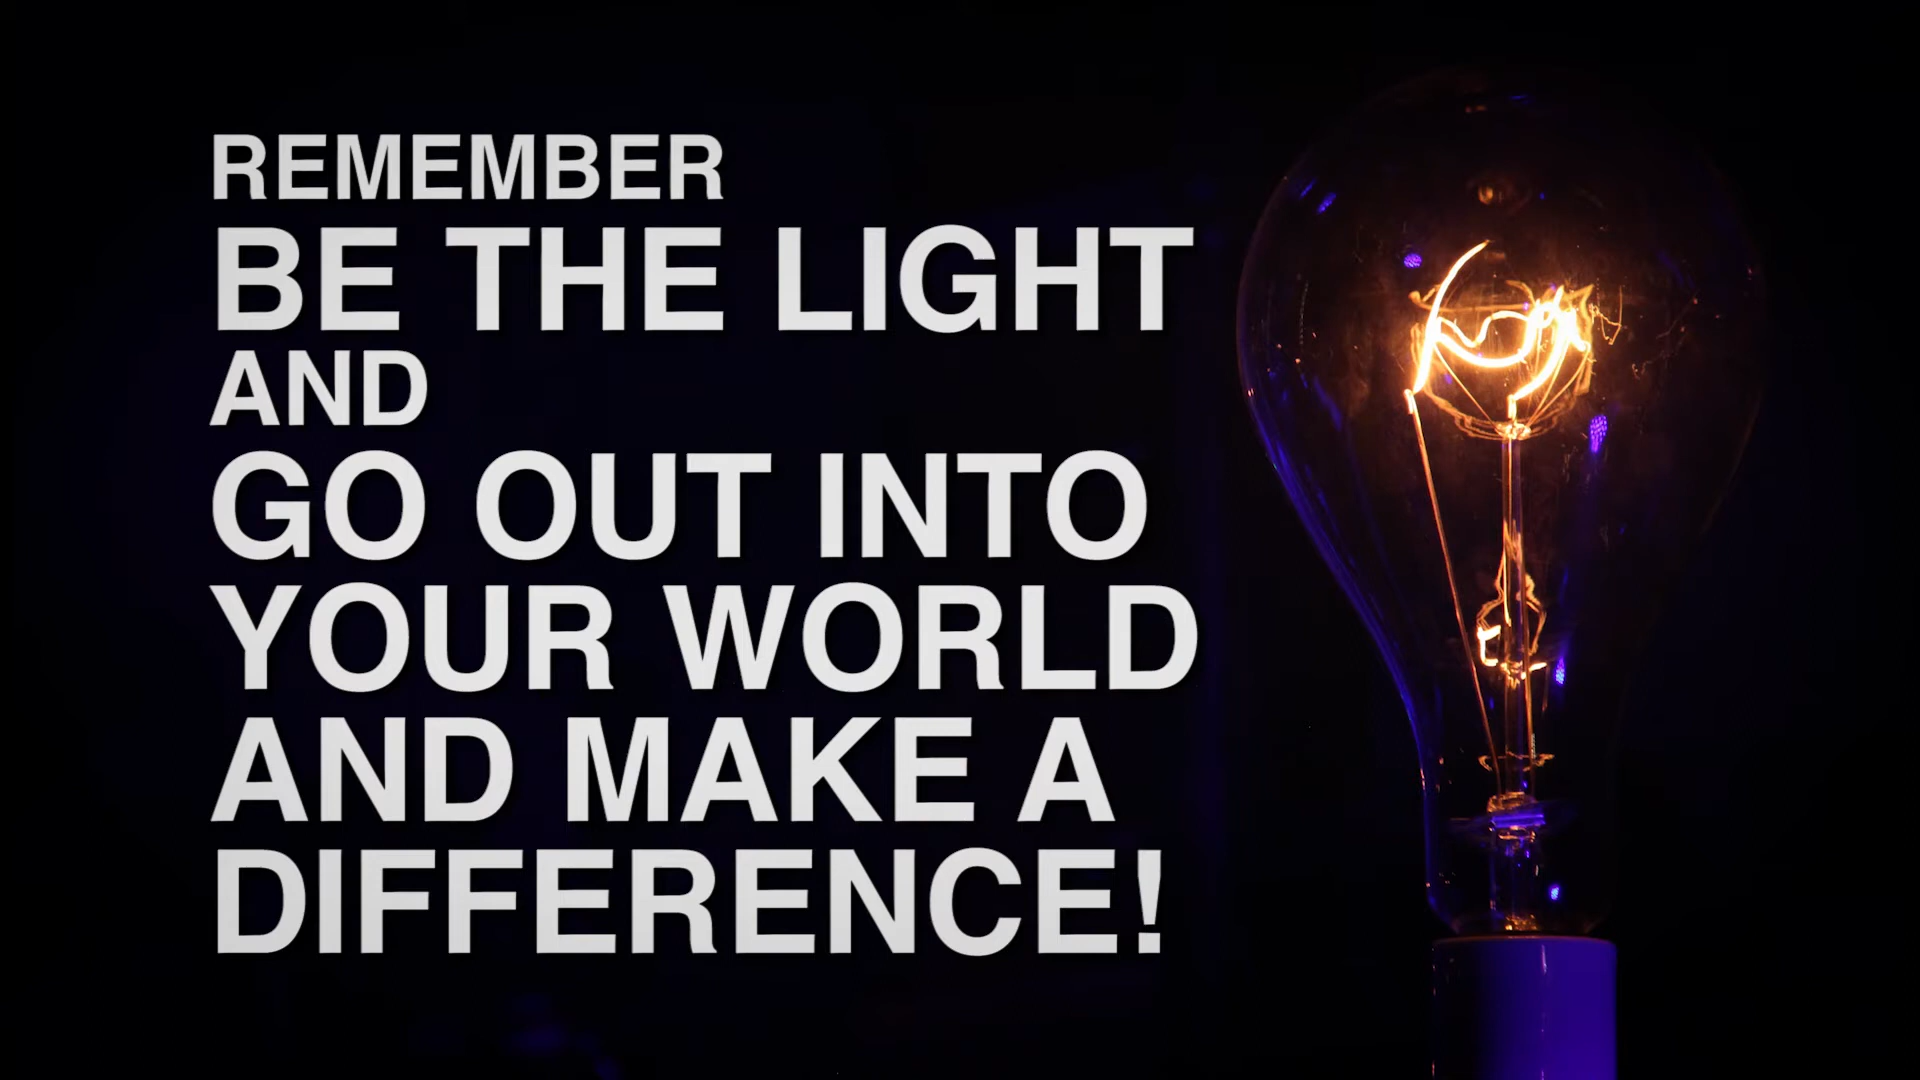 REMEMBER
BE THE LIGHT
AND
GO OUT INTO
YOUR WORLD
AND MAKE A
DIFFERENCE!